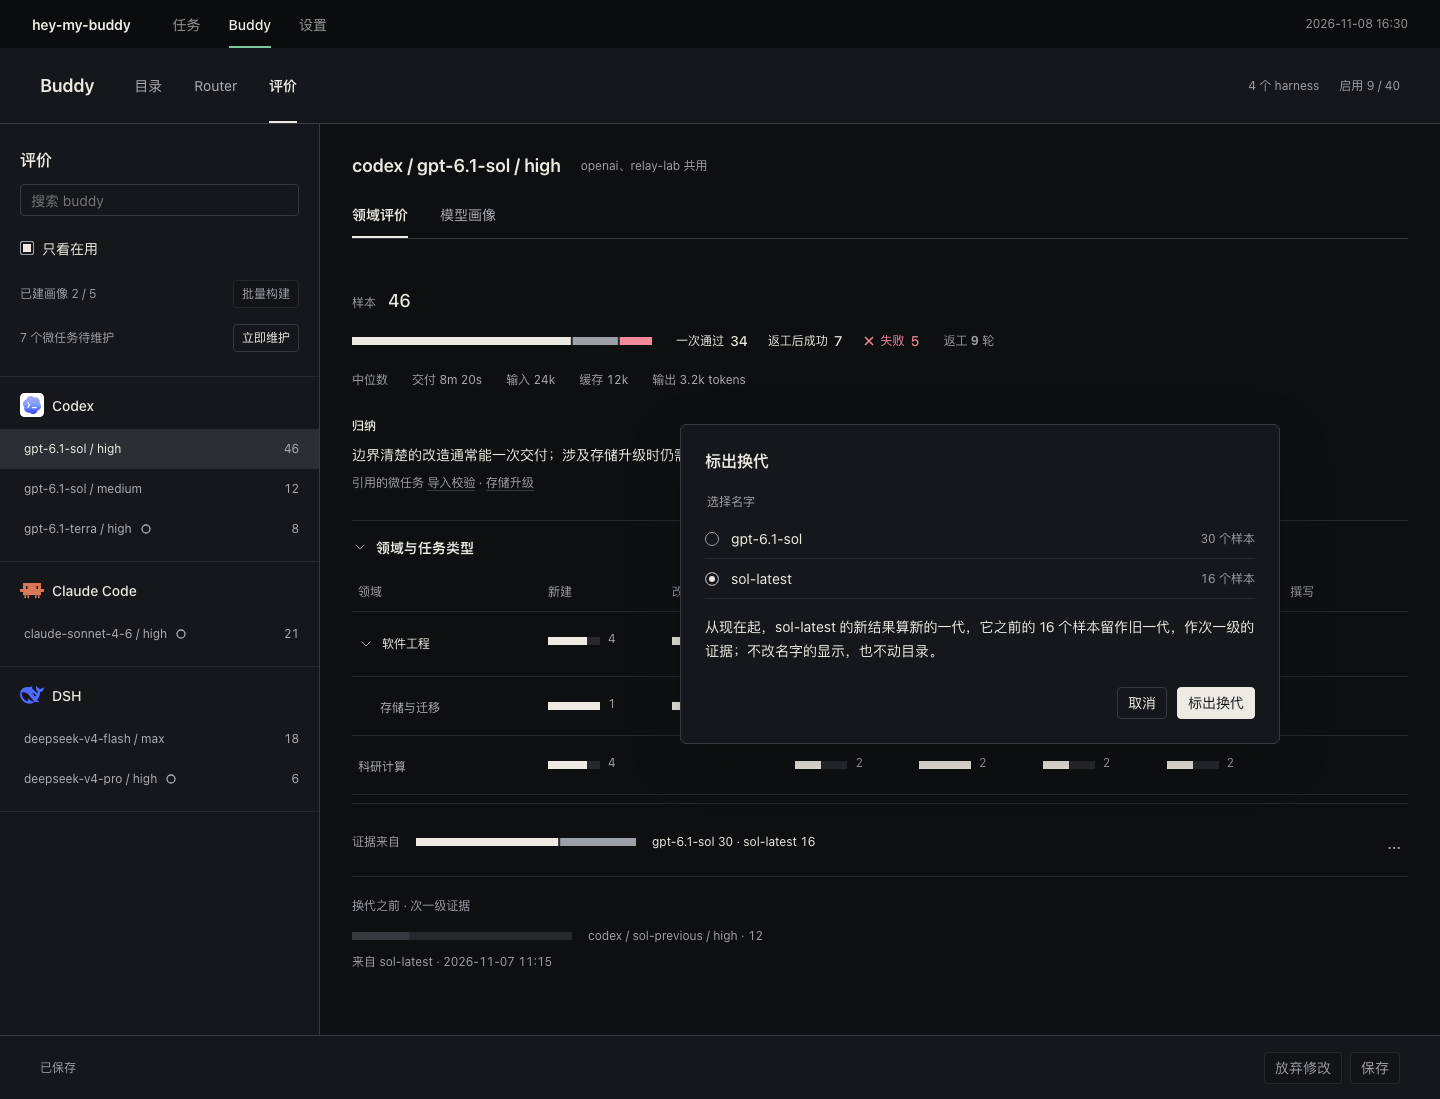 hey-my-buddy 任务 Buddy 设置 2026-11-08 16:30
Buddy 目录 Router 评价 4 个 harness 启用 9 / 40
评价
搜索 buddy
只看在用
已建画像 2 / 5 批量构建
7 个微任务待维护 立即维护
Codex
gpt-6.1-sol / high 46
gpt-6.1-sol / medium 12
gpt-6.1-terra / high 8
Claude Code
claude-sonnet-4-6 / high 21
DSH
deepseek-v4-flash / max 18
deepseek-v4-pro / high 6
codex / gpt-6.1-sol / high openai、relay-lab 共用
领域评价 模型画像
样本 46
一次通过 34 返工后成功 7 失败 5 返工 9 轮
中位数 交付 8m 20s 输入 24k 缓存 12k 输出 3.2k tokens
归纳
边界清楚的改造通常能一次交付；涉及存储升级时仍
引用的微任务 导入校验 · 存储升级
领域与任务类型
领域 新建 撰写
软件工程 4
存储与迁移 1
科研计算 4 2 2 2 2
证据来自 gpt-6.1-sol 30 · sol-latest 16 ...
换代之前 · 次一级证据
codex / sol-previous / high · 12
来自 sol-latest · 2026-11-07 11:15
标出换代
选择名字
gpt-6.1-sol 30 个样本
sol-latest 16 个样本
从现在起，sol-latest 的新结果算新的一代，它之前的 16 个样本留作旧一代，作次一级的
证据；不改名字的显示，也不动目录。
取消 标出换代
已保存 放弃修改 保存